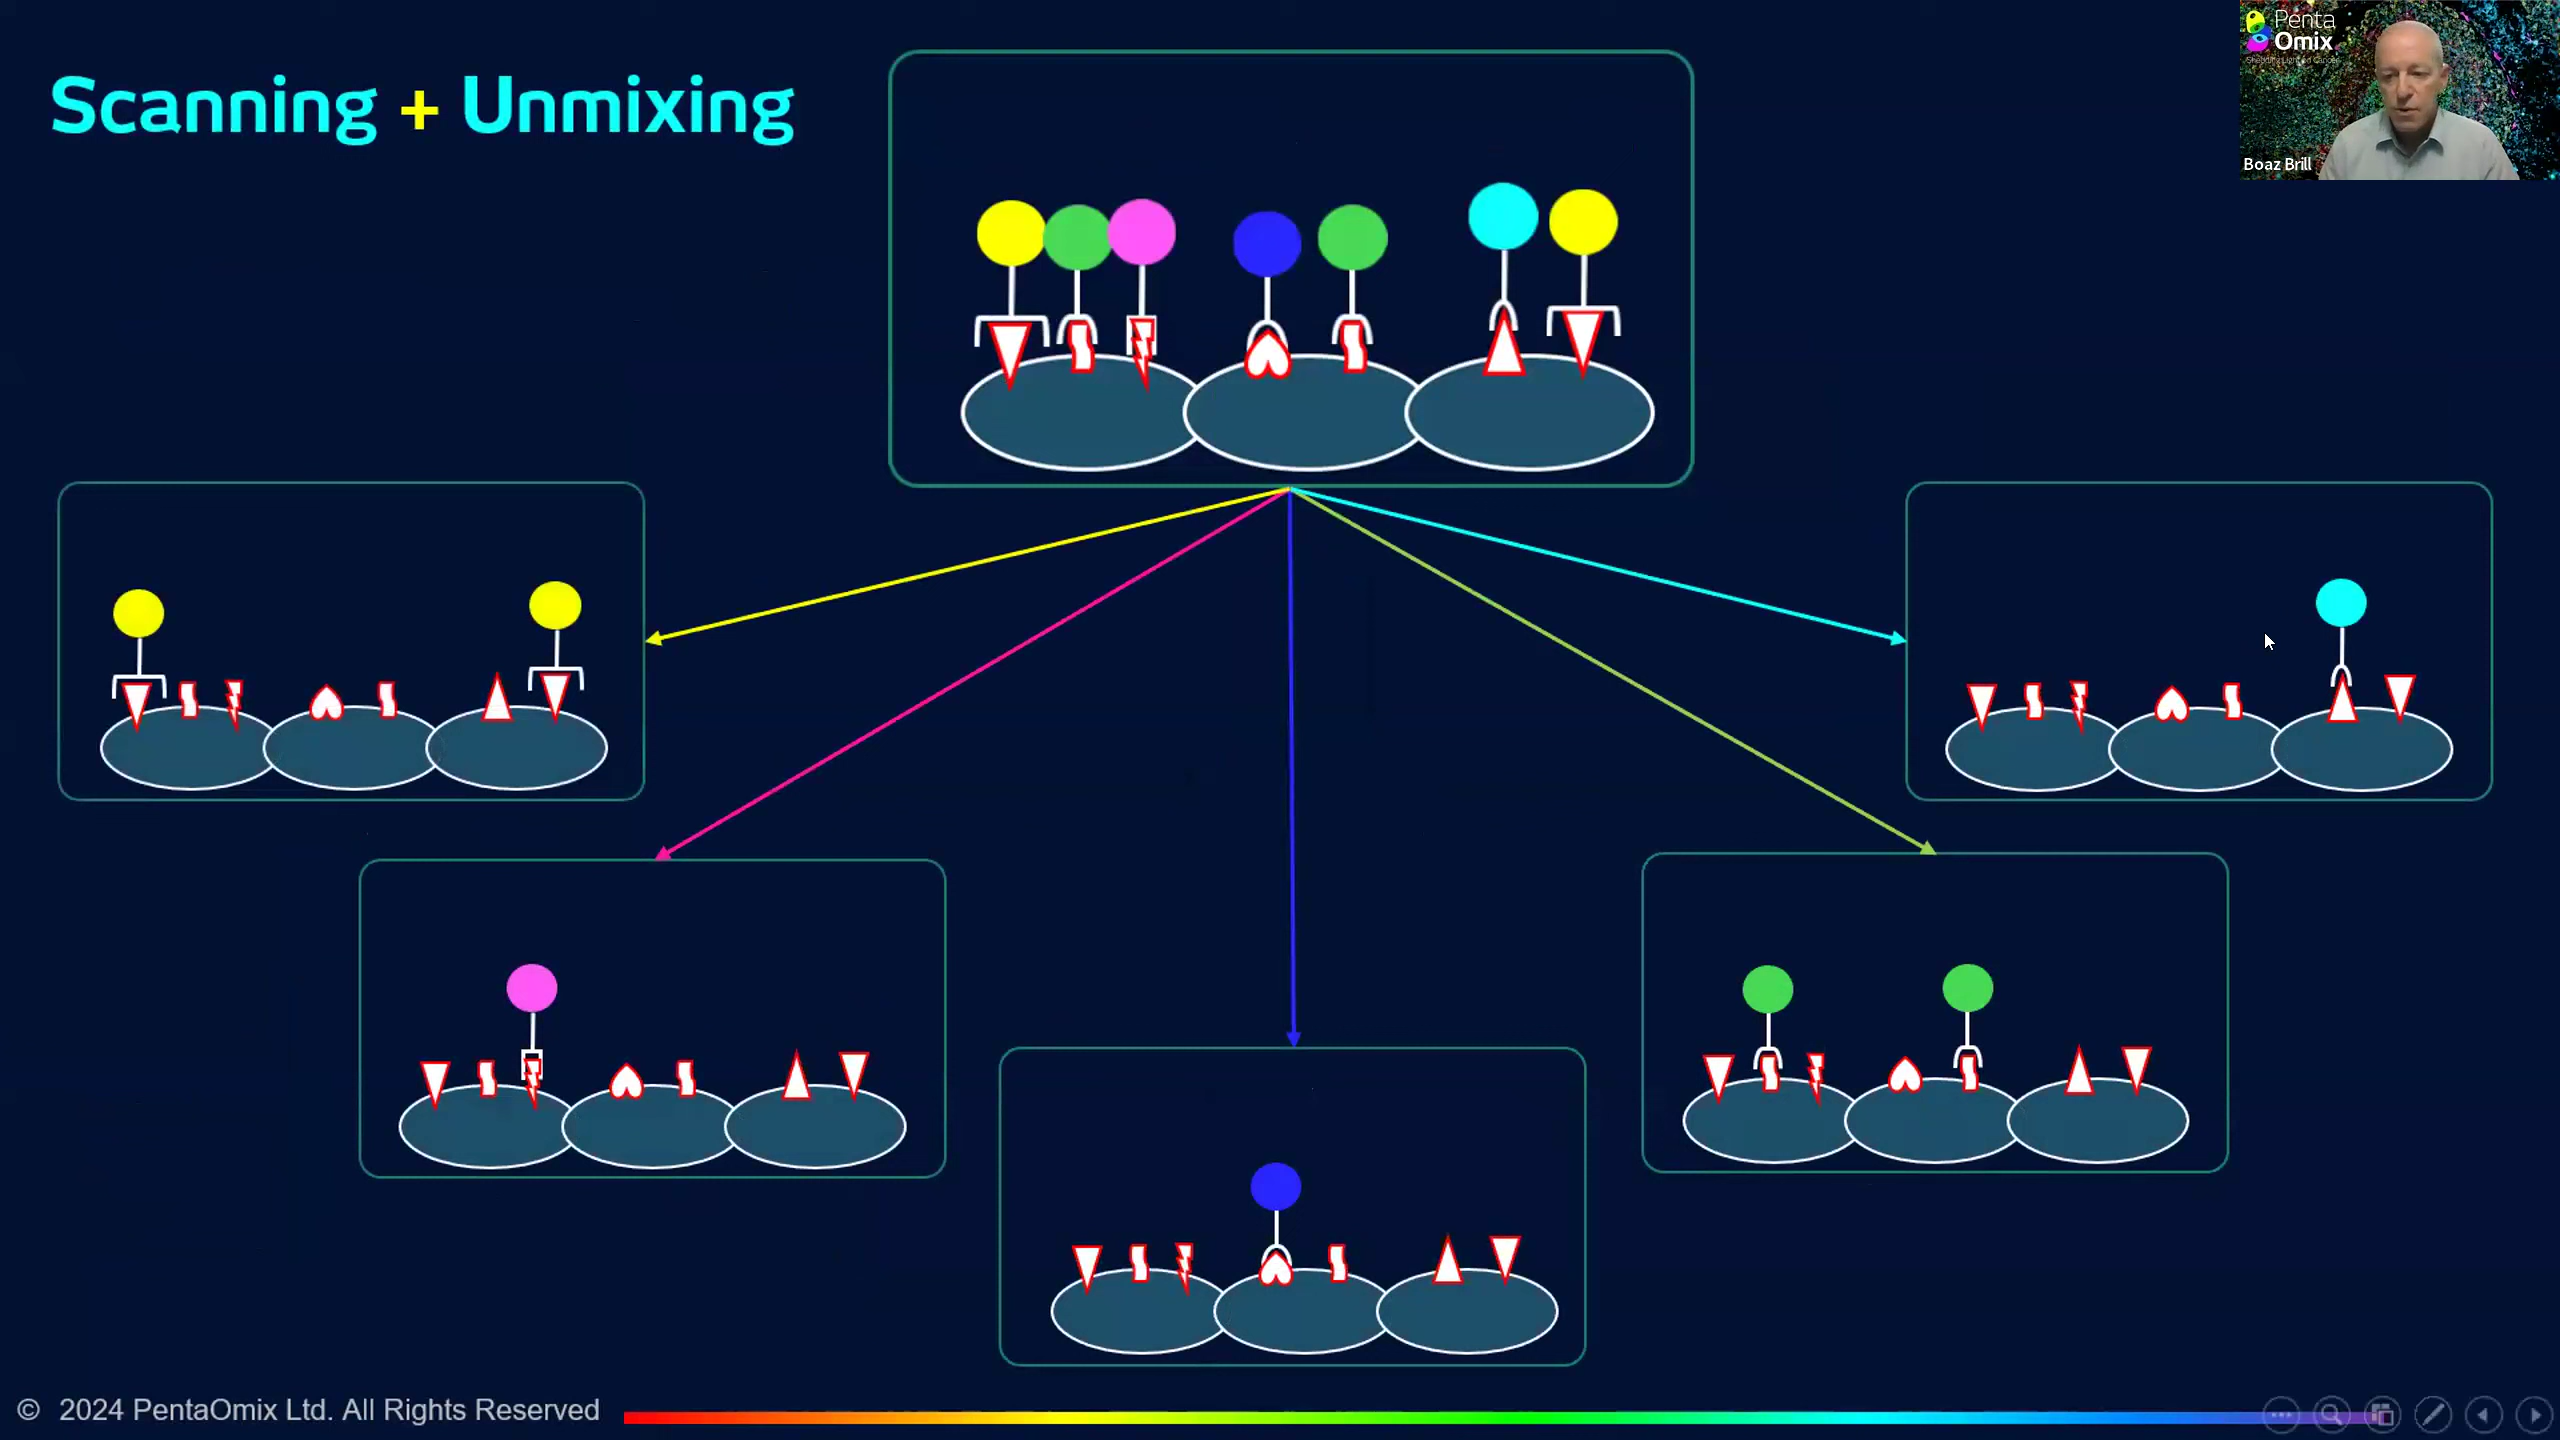 Scanning + Unmixing
Penta
Omix
Boaz Brill
© 2024 PentaOmix Ltd. All Rights Reserved